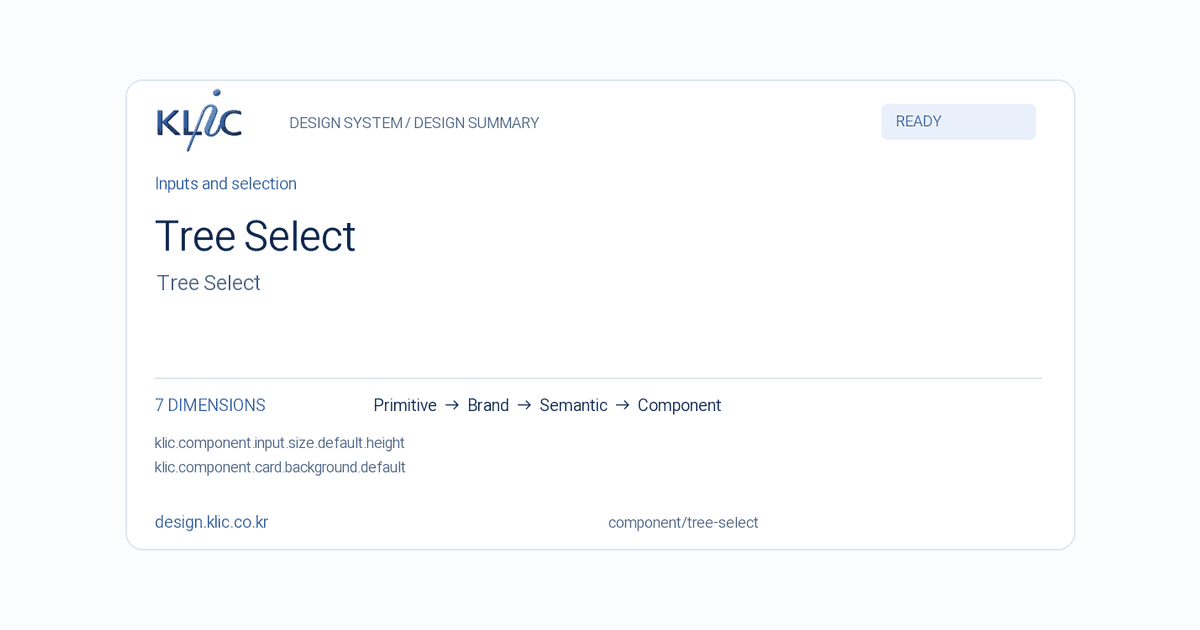 KLiC
DESIGN SYSTEM / DESIGN SUMMARY
READY
Inputs and selection
Tree Select
Tree Select
7 DIMENSIONS
Primitive → Brand → Semantic → Component
klic.component.input.size.default.height
klic.component.card.background.default
design.klic.co.kr
component/tree-select